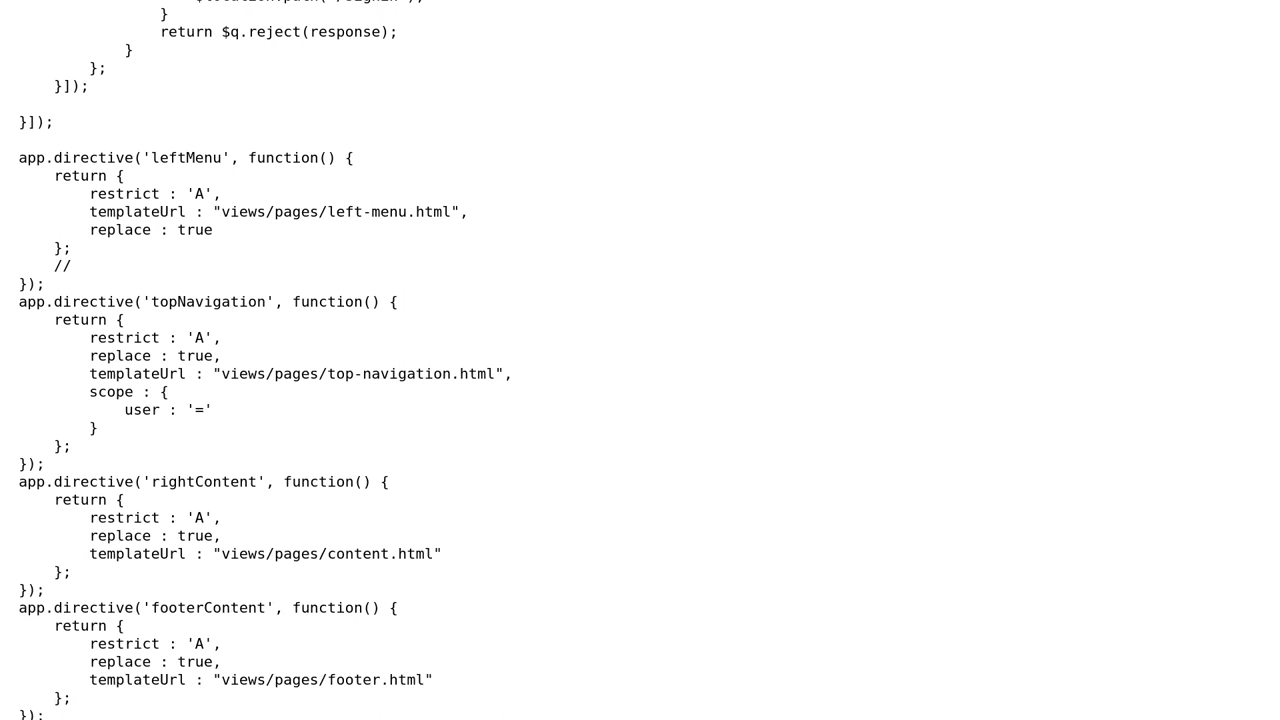 }
                return $q.reject(response);
            }
        };
    }]);

}]);

app.directive('leftMenu', function() {
    return {
        restrict : 'A',
        templateUrl : "views/pages/left-menu.html",
        replace : true
    };
    //
});
app.directive('topNavigation', function() {
    return {
        restrict : 'A',
        replace : true,
        templateUrl : "views/pages/top-navigation.html",
        scope : {
            user : '='
        }
    };
});
app.directive('rightContent', function() {
    return {
        restrict : 'A',
        replace : true,
        templateUrl : "views/pages/content.html"
    };
});
app.directive('footerContent', function() {
    return {
        restrict : 'A',
        replace : true,
        templateUrl : "views/pages/footer.html"
    };
});